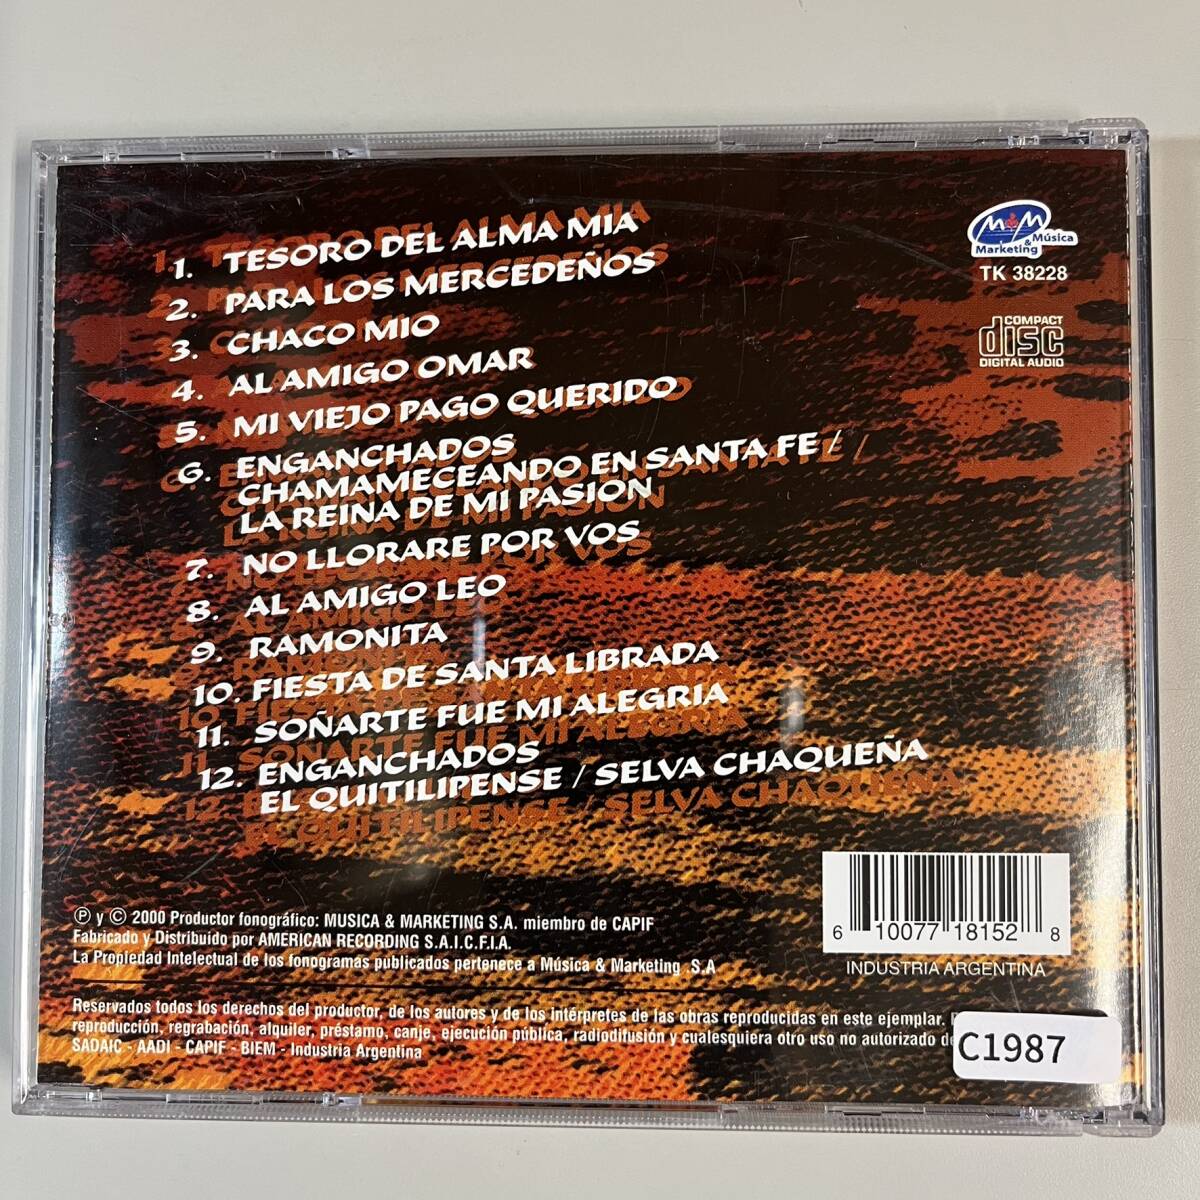 1. TESORO DEL ALMA MIA
2. PARA LOS MERCEDEÑOS
3. CHACO MIO
4. AL AMIGO OMAR
5. MI VIEJO PAGO QUERIDO
6. ENGANCHADOS
CHAMAMECEANDO EN SANTA FE /
LA REINA DE MI PASION
7. NO LLORARE POR VOS
8. AL AMIGO LEO
9. RAMONITA
10. FIESTA DE SANTA LIBRADA
11. SOÑARTE FUE MI ALEGRIA
12. ENGANCHADOS
EL QUITILIPENSE / SELVA CHAQUEÑA
M&M
Música
& Marketing
TK 38228
COMPACT
disc
DIGITAL AUDIO
Ⓟ y © 2000 Productor fonográfico: MUSICA & MARKETING S.A. miembro de CAPIF
Fabricado y Distribuido por AMERICAN RECORDING S.A.I.C.F.I.A.
La Propiedad Intelectual de los fonogramas publicados pertenece a Música & Marketing .S.A
6 10077 18152 8
INDUSTRIA ARGENTINA
Reservados todos los derechos del productor, de los autores y de los intérpretes de las obras reproducidas en este ejemplar.
reproducción, regrabación, alquiler, préstamo, canje, ejecución pública, radiodifusión y cualesquiera otro uso no autorizado de
SADAIC - AADI - CAPIF - BIEM - Industria Argentina
C1987